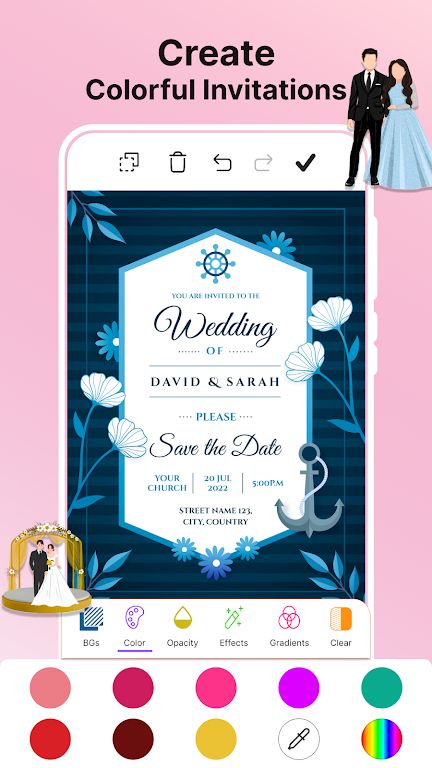 Create
Colorful Invitations
YOU ARE INVITED TO THE
Wedding
OF
DAVID & SARAH
PLEASE
Save the Date
YOUR CHURCH
20 JUL 2022
5:00P.M
STREET NAME 123,
CITY, COUNTRY
BGs
Color
Opacity
Effects
Gradients
Clear